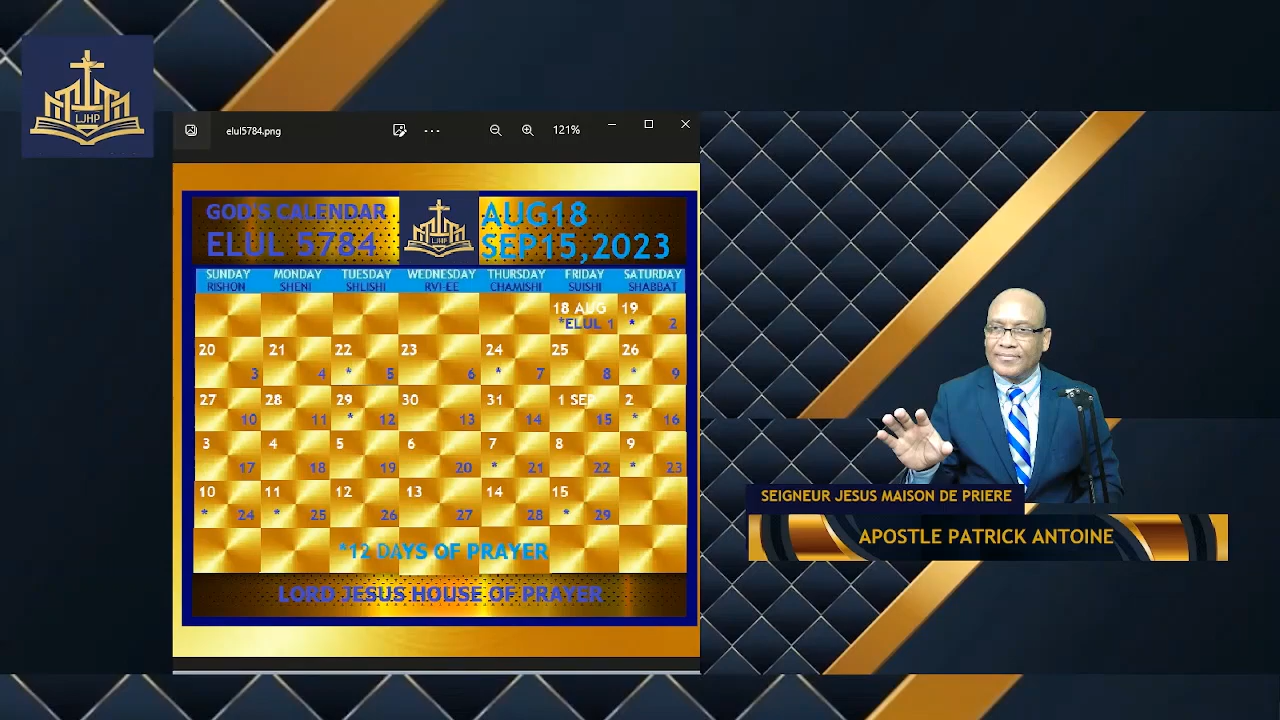 LJHP
elul5784.png
121%
GOD'S CALENDAR
ELUL 5784
AUG18
SEP15,2023
SUNDAY MONDAY TUESDAY WEDNESDAY THURSDAY FRIDAY SATURDAY
RISHON SHENI SHLISHI RVI-EE CHAMISHI SUISHI SHABBAT
18 AUG 19
*ELUL 1 * 2
20 21 22 23 24 25 26
3 4 * 5 6 * 7 8 * 9
27 28 29 30 31 1 SEP 2
10 11 * 12 13 14 15 * 16
3 4 5 6 7 8 9
17 18 19 20 * 21 22 * 23
10 11 12 13 14 15
* 24 * 25 26 27 28 * 29
*12 DAYS OF PRAYER
LORD JESUS HOUSE OF PRAYER
SEIGNEUR JESUS MAISON DE PRIERE
APOSTLE PATRICK ANTOINE